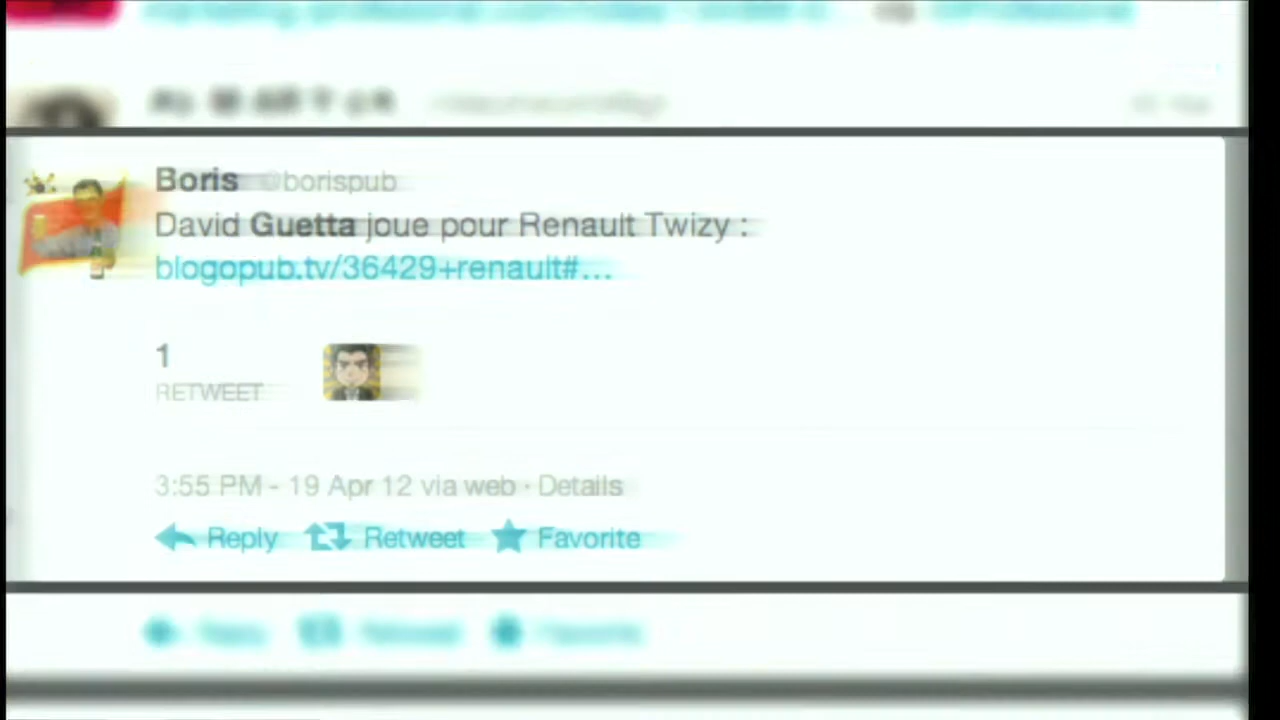 Boris @borispub
David Guetta joue pour Renault Twizy :
blogopub.tv/36429+renault#...
1
RETWEET
3:55 PM - 19 Apr 12 via web · Details
Reply Retweet Favorite